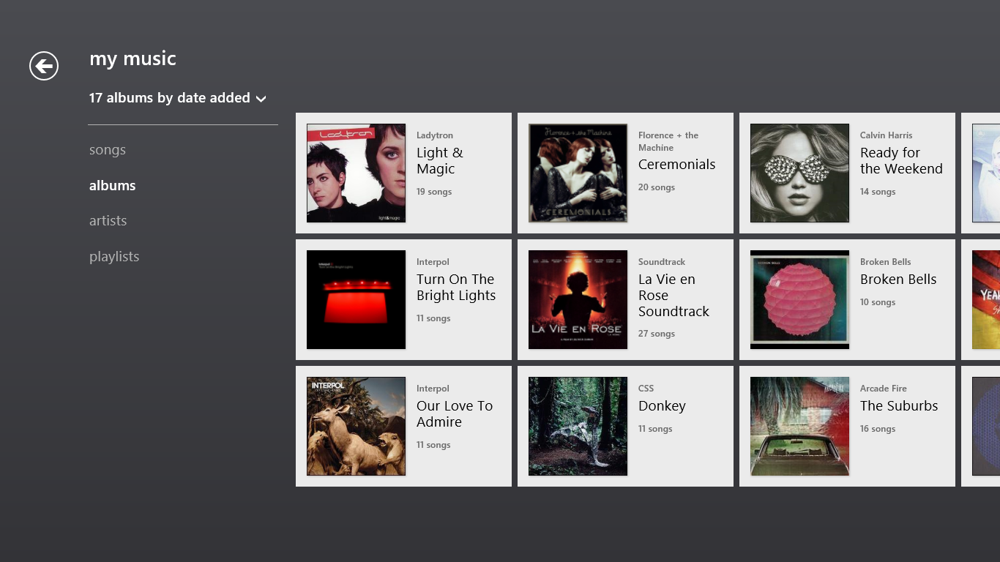 my music
17 albums by date added
songs
albums
artists
playlists
Ladytron
light&magic
Ladytron
Light &
Magic
19 songs
Florence + the Machine
CEREMONIALS
Florence + the
Machine
Ceremonials
20 songs
Calvin Harris
Ready for
the Weekend
14 songs
Interpol
Turn On The
Bright Lights
11 songs
LA VIE EN ROSE
Soundtrack
La Vie en
Rose
Soundtrack
27 songs
BROKEN BELLS
Broken Bells
Broken Bells
10 songs
YEA
INTERPOL
Interpol
Our Love To
Admire
11 songs
CSS
Donkey
11 songs
Arcade Fire
The Suburbs
16 songs